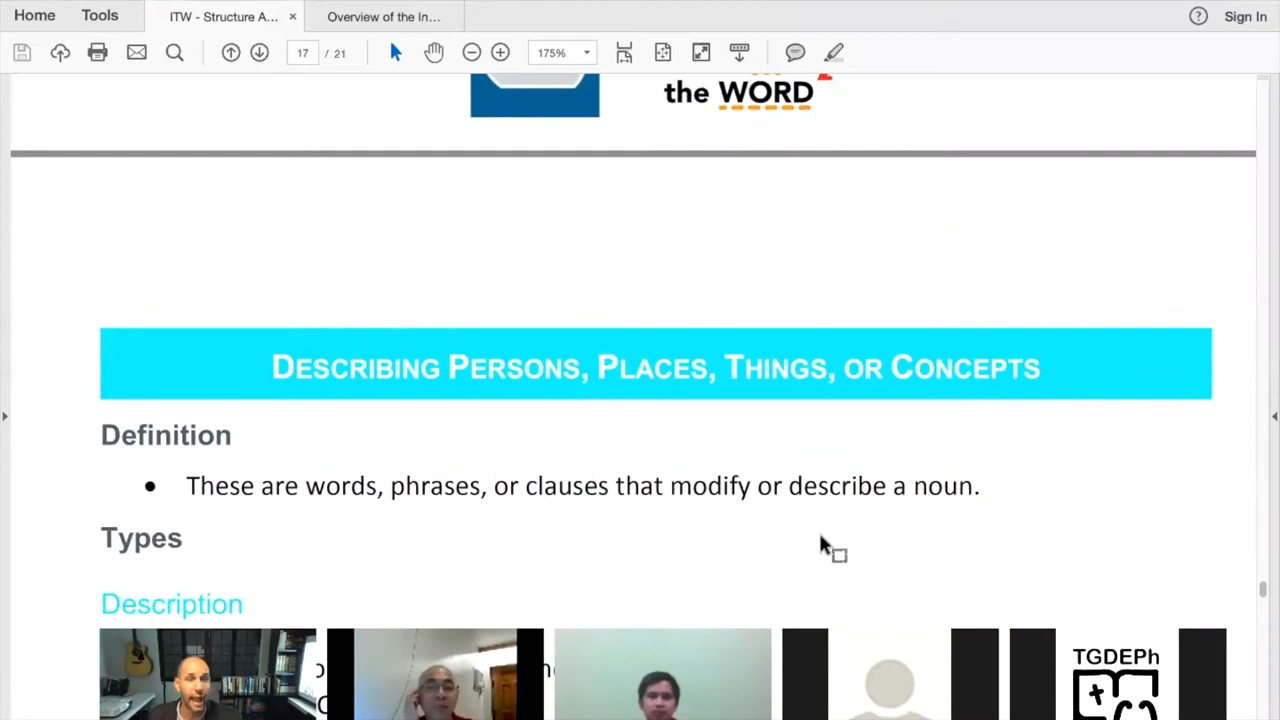 Home Tools ITW - Structure A... × Overview of the In... ? Sign In
17 / 21 175%
the WORD
DESCRIBING PERSONS, PLACES, THINGS, OR CONCEPTS
Definition
• These are words, phrases, or clauses that modify or describe a noun.
Types
Description
TGDEPh